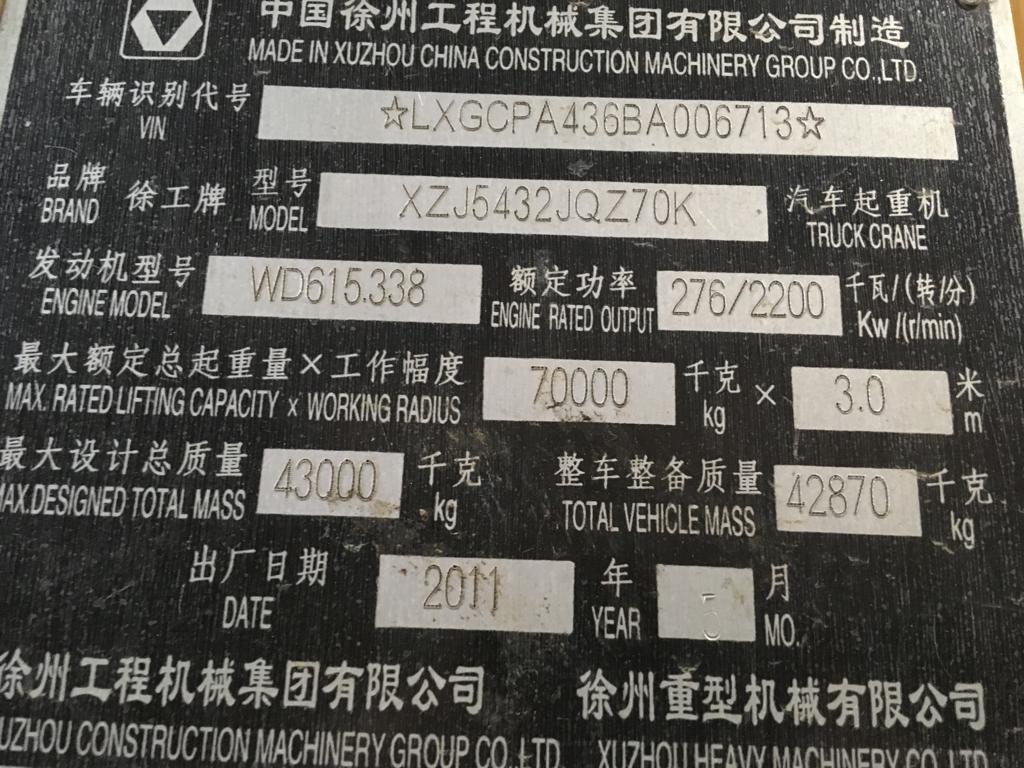 中国徐州工程机械集团有限公司制造
MADE IN XUZHOU CHINA CONSTRUCTION MACHINERY GROUP CO.,LTD.
车辆识别代号 ☆LXGCPA436BA006713☆
VIN
品牌 徐工牌 型号 XZJ5432JQZ70K 汽车起重机
BRAND MODEL TRUCK CRANE
发动机型号 WD615.338 额定功率 276/2200 千瓦/(转/分)
ENGINE MODEL ENGINE RATED OUTPUT Kw/(r/min)
最大额定总起重量×工作幅度 70000 千克 × 3.0 米
MAX. RATED LIFTING CAPACITY x WORKING RADIUS kg m
最大设计总质量 43000 千克 整车整备质量 42870 千克
MAX.DESIGNED TOTAL MASS kg TOTAL VEHICLE MASS kg
出厂日期 2011 年 5 月
DATE YEAR MO.
徐州工程机械集团有限公司 徐州重型机械有限公司
XUZHOU CONSTRUCTION MACHINERY GROUP CO.,LTD XUZHOU HEAVY MACHINERY CO.,LTD